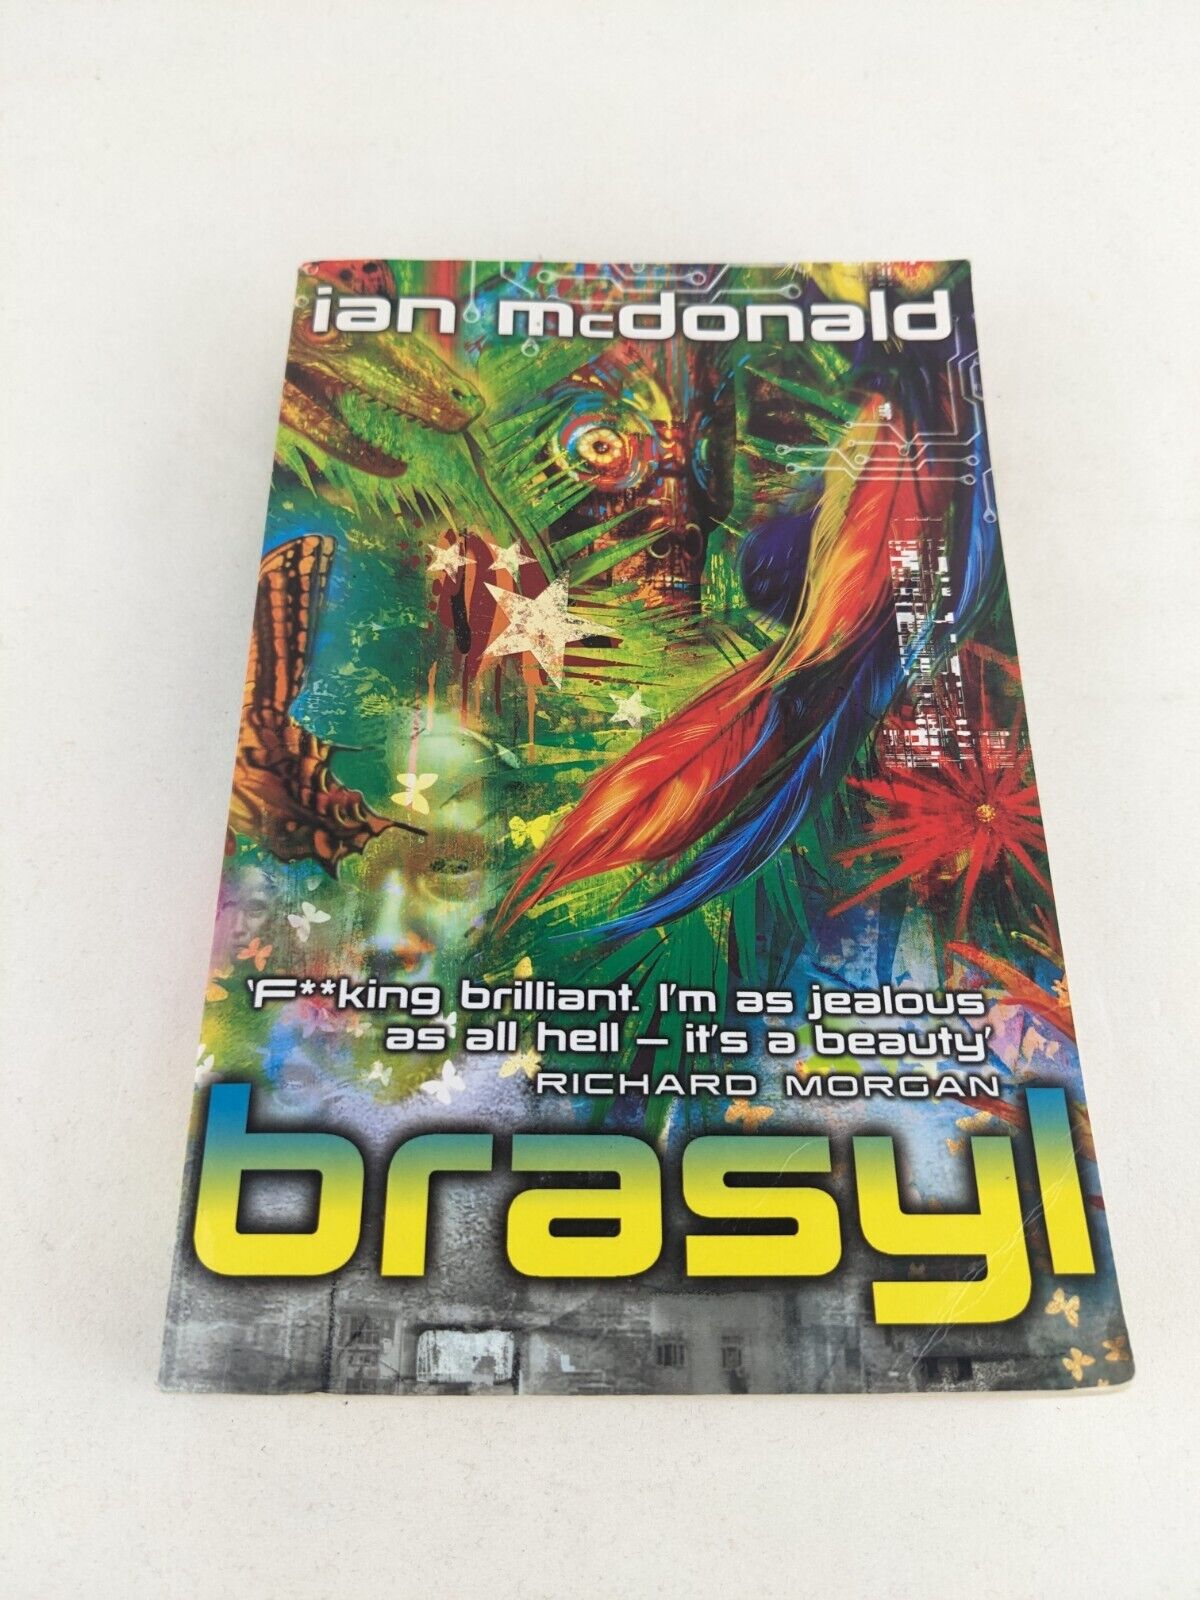 ian mcdonald
'F**king brilliant. I'm as jealous
as all hell – it's a beauty'
RICHARD MORGAN
brasyl